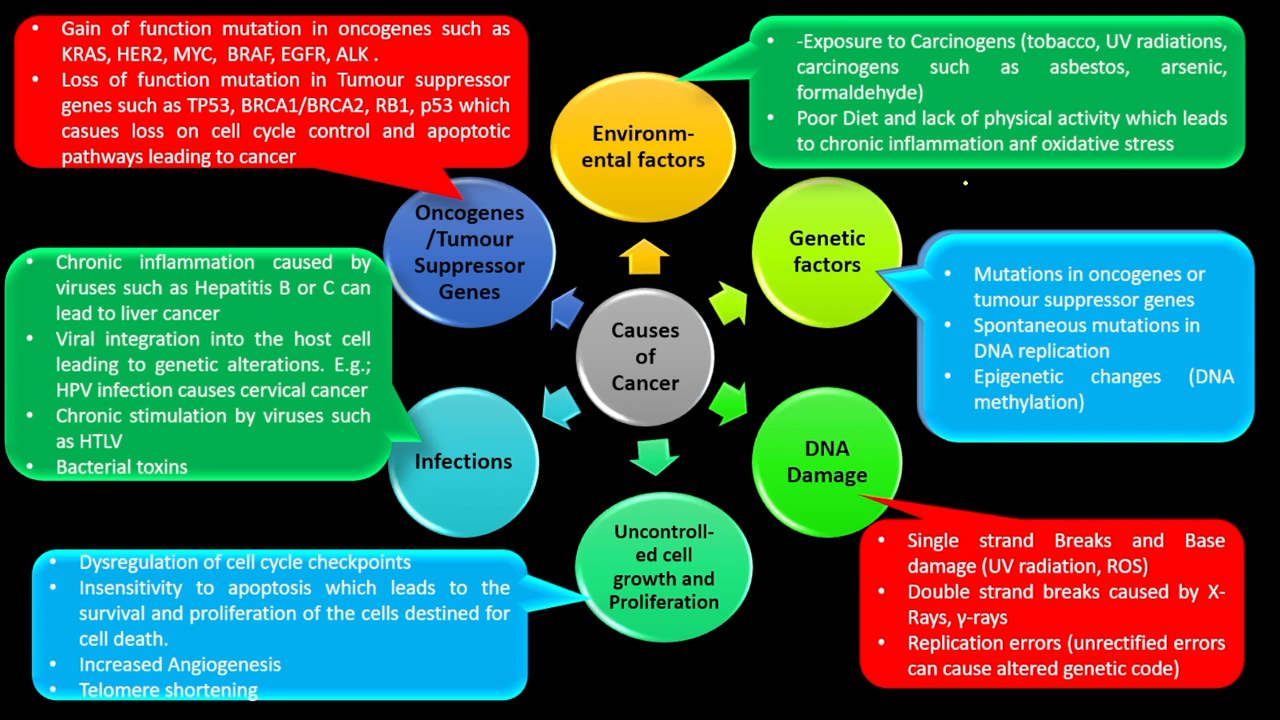 • Gain of function mutation in oncogenes such as
KRAS, HER2, MYC, BRAF, EGFR, ALK .
• Loss of function mutation in Tumour suppressor
genes such as TP53, BRCA1/BRCA2, RB1, p53 which
casues loss on cell cycle control and apoptotic
pathways leading to cancer
• -Exposure to Carcinogens (tobacco, UV radiations,
carcinogens such as asbestos, arsenic,
formaldehyde)
• Poor Diet and lack of physical activity which leads
to chronic inflammation anf oxidative stress
Environm-
ental factors
Oncogenes
/Tumour
Suppressor
Genes
Genetic
factors
• Chronic inflammation caused by
viruses such as Hepatitis B or C can
lead to liver cancer
• Viral integration into the host cell
leading to genetic alterations. E.g.;
HPV infection causes cervical cancer
• Chronic stimulation by viruses such
as HTLV
• Bacterial toxins
• Mutations in oncogenes or
tumour suppressor genes
• Spontaneous mutations in
DNA replication
• Epigenetic changes (DNA
methylation)
Causes
of
Cancer
Infections
DNA
Damage
Uncontroll-
ed cell
growth and
Proliferation
• Dysregulation of cell cycle checkpoints
• Insensitivity to apoptosis which leads to the
survival and proliferation of the cells destined for
cell death.
• Increased Angiogenesis
• Telomere shortening
• Single strand Breaks and Base
damage (UV radiation, ROS)
• Double strand breaks caused by X-
Rays, γ-rays
• Replication errors (unrectified errors
can cause altered genetic code)